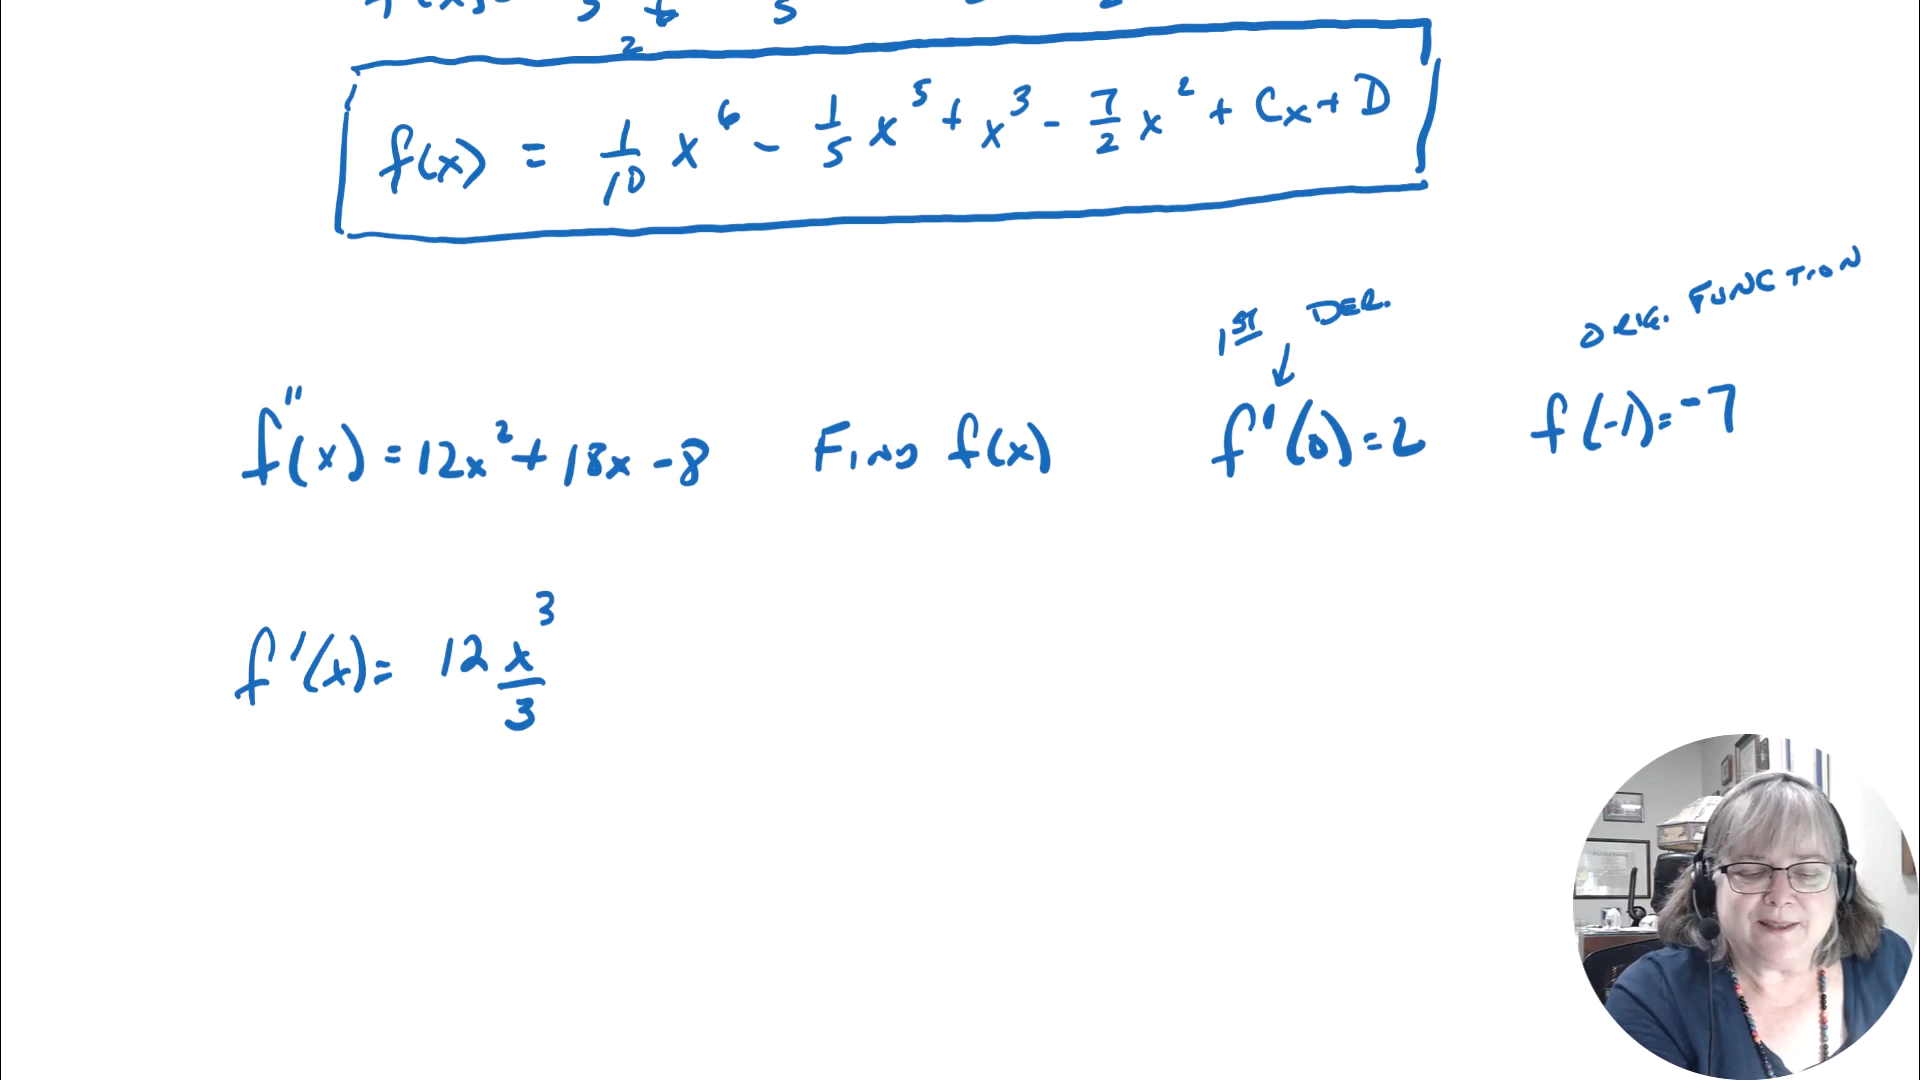 2
f(x) = 1/10 x^6 - 1/5 x^5 + x^3 - 7/2 x^2 + Cx + D
1ST DER. ORIG. FUNCTION
↓
f''(x) = 12x^2 + 18x - 8 FIND f(x) f'(0) = 2 f(-1) = -7
f'(x) = 12 x^3/3